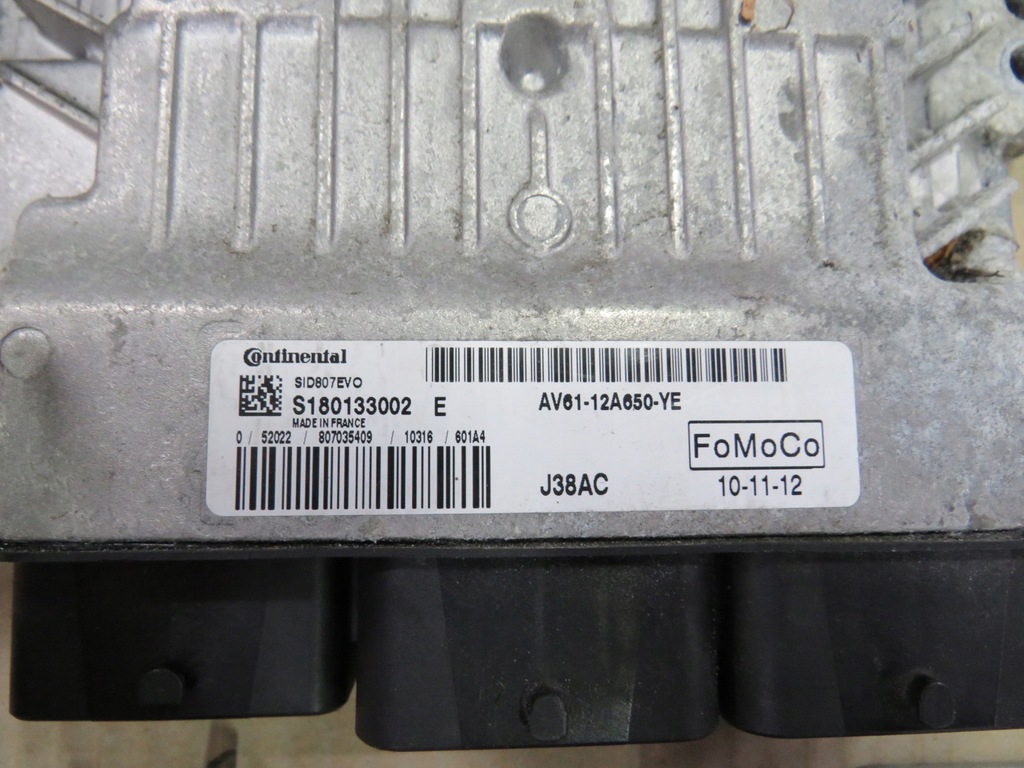 Continental
SID807EVO
S180133002 E
MADE IN FRANCE
0 / 52022 / 807035409 / 10316 / 601A4
AV61-12A650-YE
FoMoCo
J38AC
10-11-12